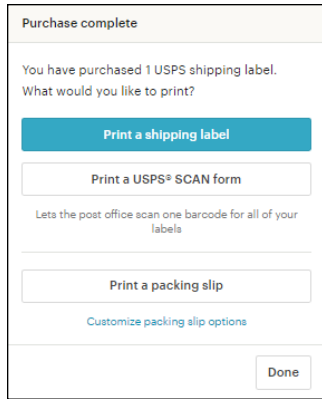 Purchase complete
You have purchased 1 USPS shipping label.
What would you like to print?
Print a shipping label
Print a USPS® SCAN form
Lets the post office scan one barcode for all of your
labels
Print a packing slip
Customize packing slip options
Done